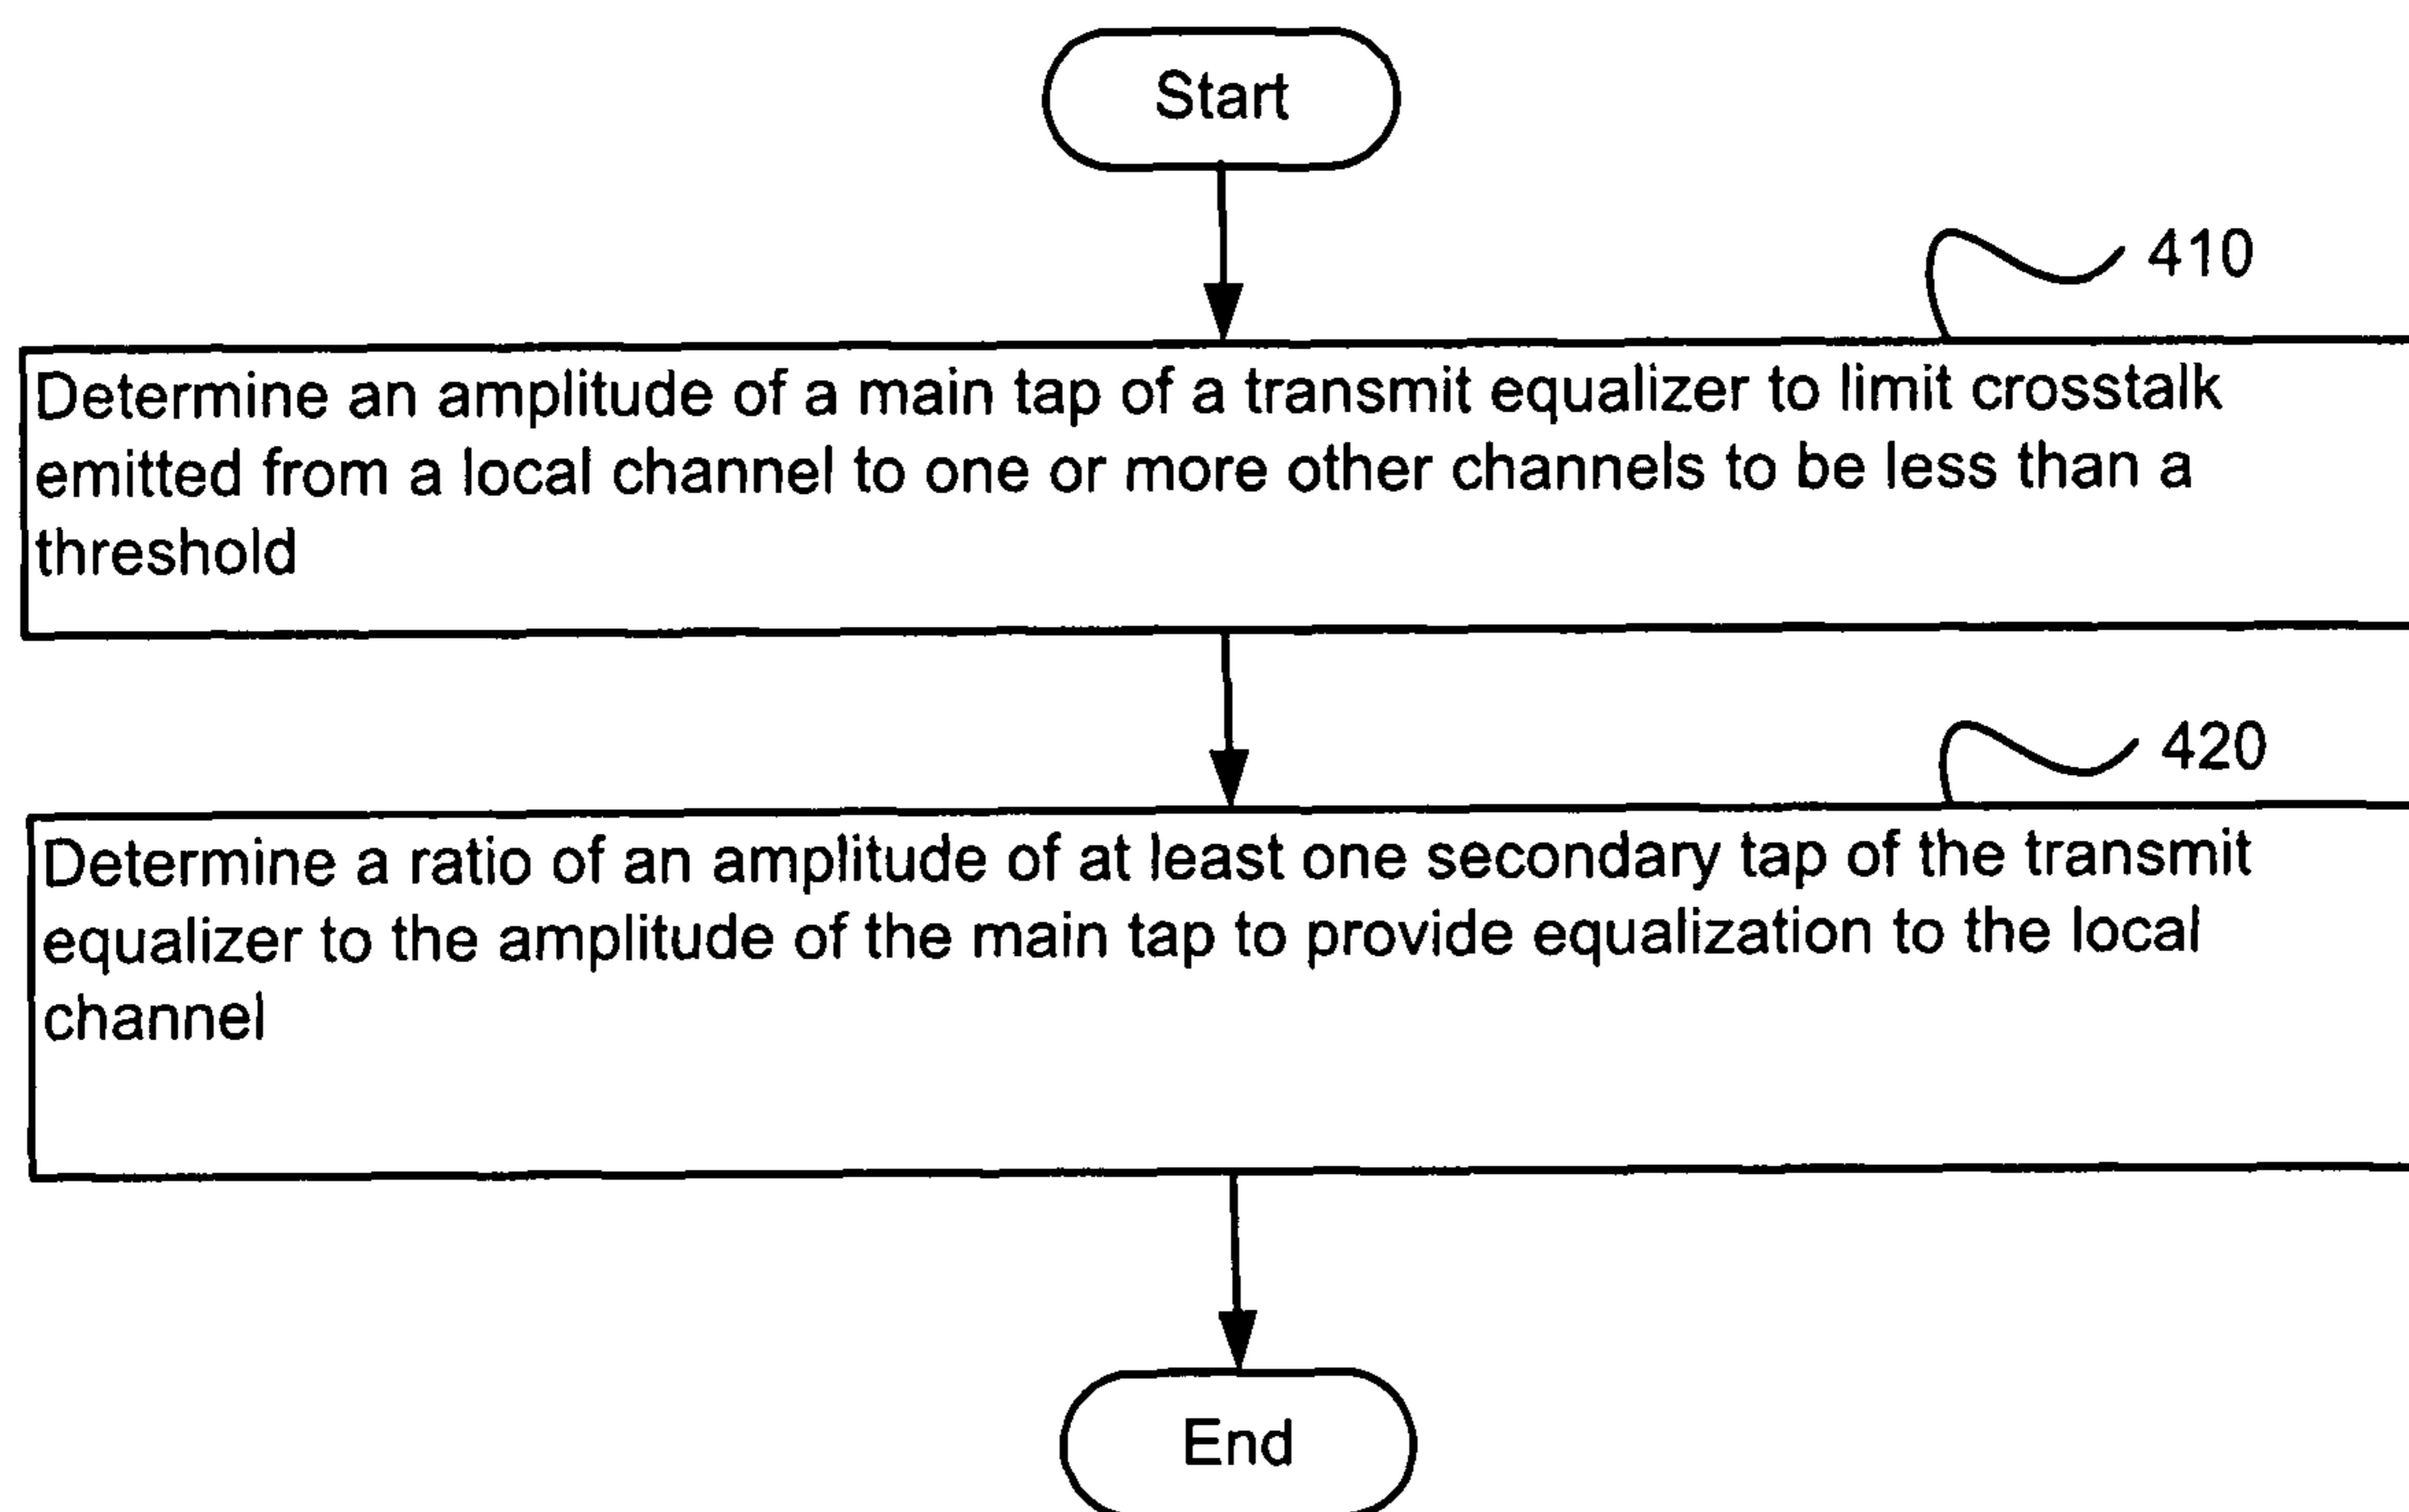 Start
410
Determine an amplitude of a main tap of a transmit equalizer to limit crosstalk
emitted from a local channel to one or more other channels to be less than a
threshold
420
Determine a ratio of an amplitude of at least one secondary tap of the transmit
equalizer to the amplitude of the main tap to provide equalization to the local
channel
End